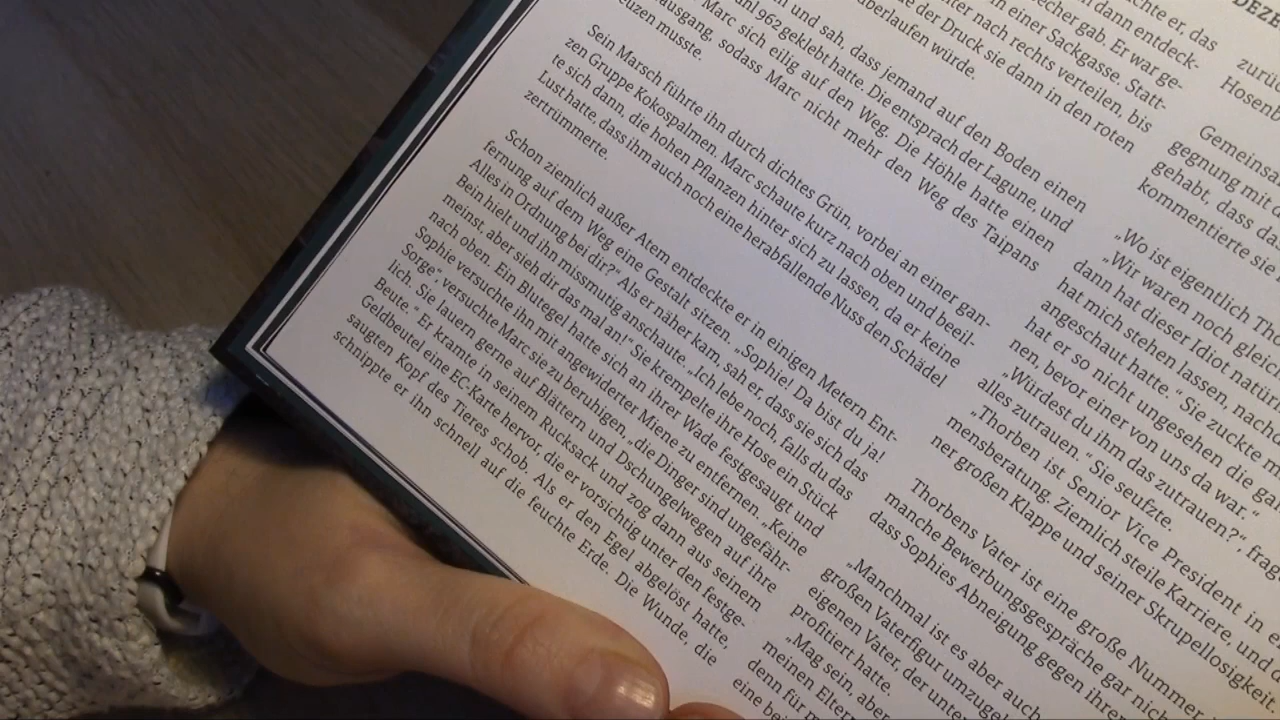 chte er, das
dann entdeck-
echer gab. Er war ge-
in einer Sackgasse. Statt-
ter nach rechts verteilen, bis
e der Druck sie dann in den roten
überlaufen würde.
n und sah, dass jemand auf den Boden einen
962 geklebt hatte. Die entsprach der Lagune, und
Marc sich eilig auf den Weg. Die Höhle hatte einen
ausgang, sodass Marc nicht mehr den Weg des Taipans
euzen musste.
Sein Marsch führte ihn durch dichtes Grün, vorbei an einer gan-
zen Gruppe Kokospalmen. Marc schaute kurz nach oben und beeil-
te sich dann, die hohen Pflanzen hinter sich zu lassen, da er keine
Lust hatte, dass ihm auch noch eine herabfallende Nuss den Schädel
zertrümmerte.
Schon ziemlich außer Atem entdeckte er in einigen Metern Ent-
fernung auf dem Weg eine Gestalt sitzen. „Sophie! Da bist du ja!
Alles in Ordnung bei dir?“ Als er näher kam, sah er, dass sie sich das
Bein hielt und ihn missmutig anschaute. „Ich lebe noch, falls du das
meinst, aber sieh dir das mal an!“ Sie krempelte ihre Hose ein Stück
nach oben. Ein Blutegel hatte sich an ihrer Wade festgesaugt und
Sophie versuchte ihn mit angewiderter Miene zu entfernen. „Keine
Sorge“, versuchte Marc sie zu beruhigen, „die Dinger sind ungefähr-
lich. Sie lauern gerne auf Blättern und Dschungelwegen auf ihre
Beute.“ Er kramte in seinem Rucksack und zog dann aus seinem
Geldbeutel eine EC-Karte hervor, die er vorsichtig unter den festge-
saugten Kopf des Tieres schob. Als er den Egel abgelöst hatte,
schnippte er ihn schnell auf die feuchte Erde. Die Wunde, die
DEZE
zurü
Hosenb
Gemeinsa
gegnung mit d
gehabt, dass da
kommentierte sie
„Wo ist eigentlich Th
„Wir waren noch gleich
dann hat dieser Idiot natür
hat mich stehen lassen, nach
angeschaut hatte.“ Sie zuckte m
hat er so nicht ungesehen die ga
nen, bevor einer von uns da war.“
„Würdest du ihm das zutrauen?“, frag
alles zutrauen.“ Sie seufzte.
„Thorben ist Senior Vice President in e
mensberatung. Ziemlich steile Karriere, und d
ner großen Klappe und seiner Skrupellosigkeit.
Thorbens Vater ist eine große Nummer
manche Bewerbungsgespräche gar nich
dass Sophies Abneigung gegen ihren
„Manchmal ist es aber auch
großen Vaterfigur umzugeh
eigenen Vater, der unter
profitiert hatte.
„Mag sein, aber
meinen Eltern
denn für m
eine bei